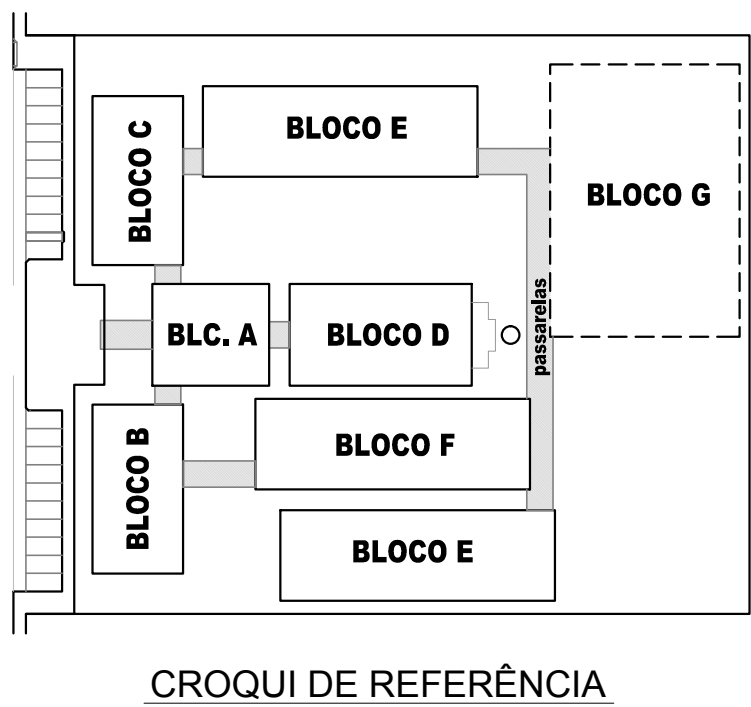 BLOCO C
BLOCO E
BLOCO G
BLC. A
BLOCO D
passarelas
BLOCO B
BLOCO F
BLOCO E
CROQUI DE REFERÊNCIA